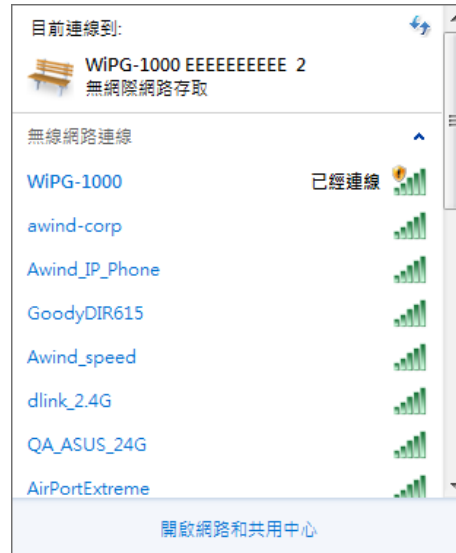 目前連線到:
WiPG-1000 EEEEEEEEEE 2
無網際網路存取
無線網路連線
WiPG-1000 已經連線
awind-corp
Awind_IP_Phone
GoodyDIR615
Awind_speed
dlink_2.4G
QA_ASUS_24G
AirPortExtreme
開啟網路和共用中心